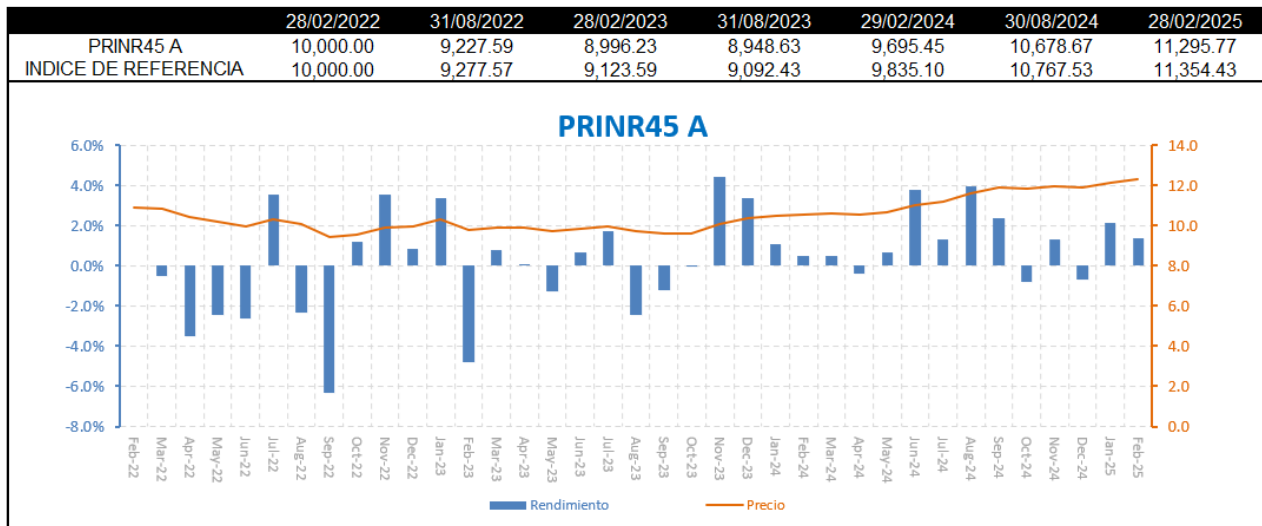 28/02/2022 31/08/2022 28/02/2023 31/08/2023 29/02/2024 30/08/2024 28/02/2025
PRINR45 A 10,000.00 9,227.59 8,996.23 8,948.63 9,695.45 10,678.67 11,295.77
INDICE DE REFERENCIA 10,000.00 9,277.57 9,123.59 9,092.43 9,835.10 10,767.53 11,354.43
PRINR45 A
6.0% 14.0
4.0% 12.0
2.0% 10.0
0.0% 8.0
-2.0% 6.0
-4.0% 4.0
-6.0% 2.0
-8.0% 0.0
Feb-22 Mar-22 Apr-22 May-22 Jun-22 Jul-22 Aug-22 Sep-22 Oct-22 Nov-22 Dec-22 Jan-23 Feb-23 Mar-23 Apr-23 May-23 Jun-23 Jul-23 Aug-23 Sep-23 Oct-23 Nov-23 Dec-23 Jan-24 Feb-24 Mar-24 Apr-24 May-24 Jun-24 Jul-24 Aug-24 Sep-24 Oct-24 Nov-24 Dec-24 Jan-25 Feb-25
Rendimiento Precio